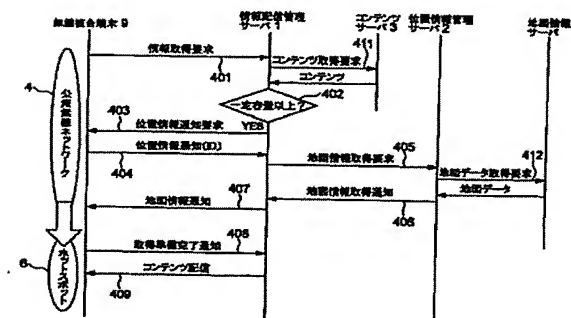 無線複合端末 9
情報配信管理
サーバ 1
コンテンツ
サーバ 3
位置情報管理
サーバ 2
地図情報
サーバ
情報取得要求
401
411
コンテンツ取得要求
コンテンツ
402
一定容量以上?
YES
4
公衆無線ネットワーク
403
位置情報通知要求
位置情報通知(ID)
404
405
地図情報取得要求
412
地図データ取得要求
地図データ
地図情報取得通知
406
407
地図情報通知
408
取得準備完了通知
コンテンツ配信
409
6
ホットスポット